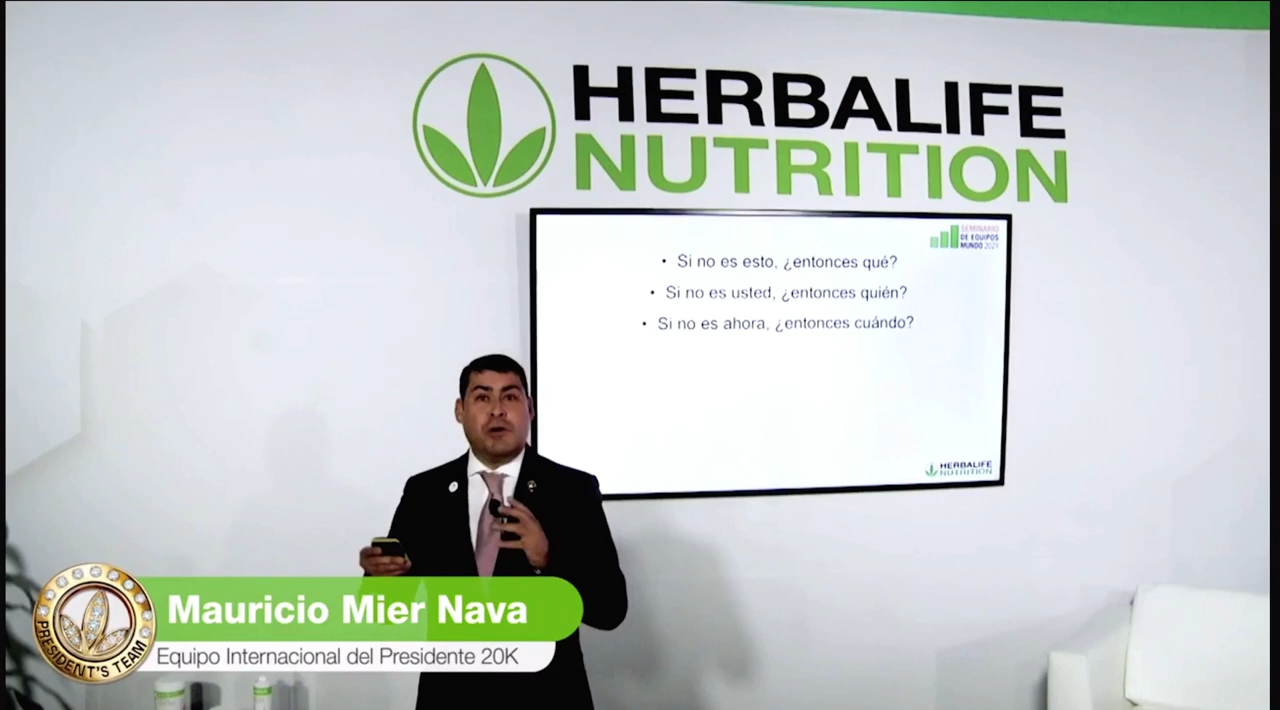 HERBALIFE
NUTRITION
SEMINARIO
DE EQUIPOS
MUNDO 2021
• Si no es esto, ¿entonces qué?
• Si no es usted, ¿entonces quién?
• Si no es ahora, ¿entonces cuándo?
HERBALIFE
NUTRITION
PRESIDENT'S TEAM
Mauricio Mier Nava
Equipo Internacional del Presidente 20K